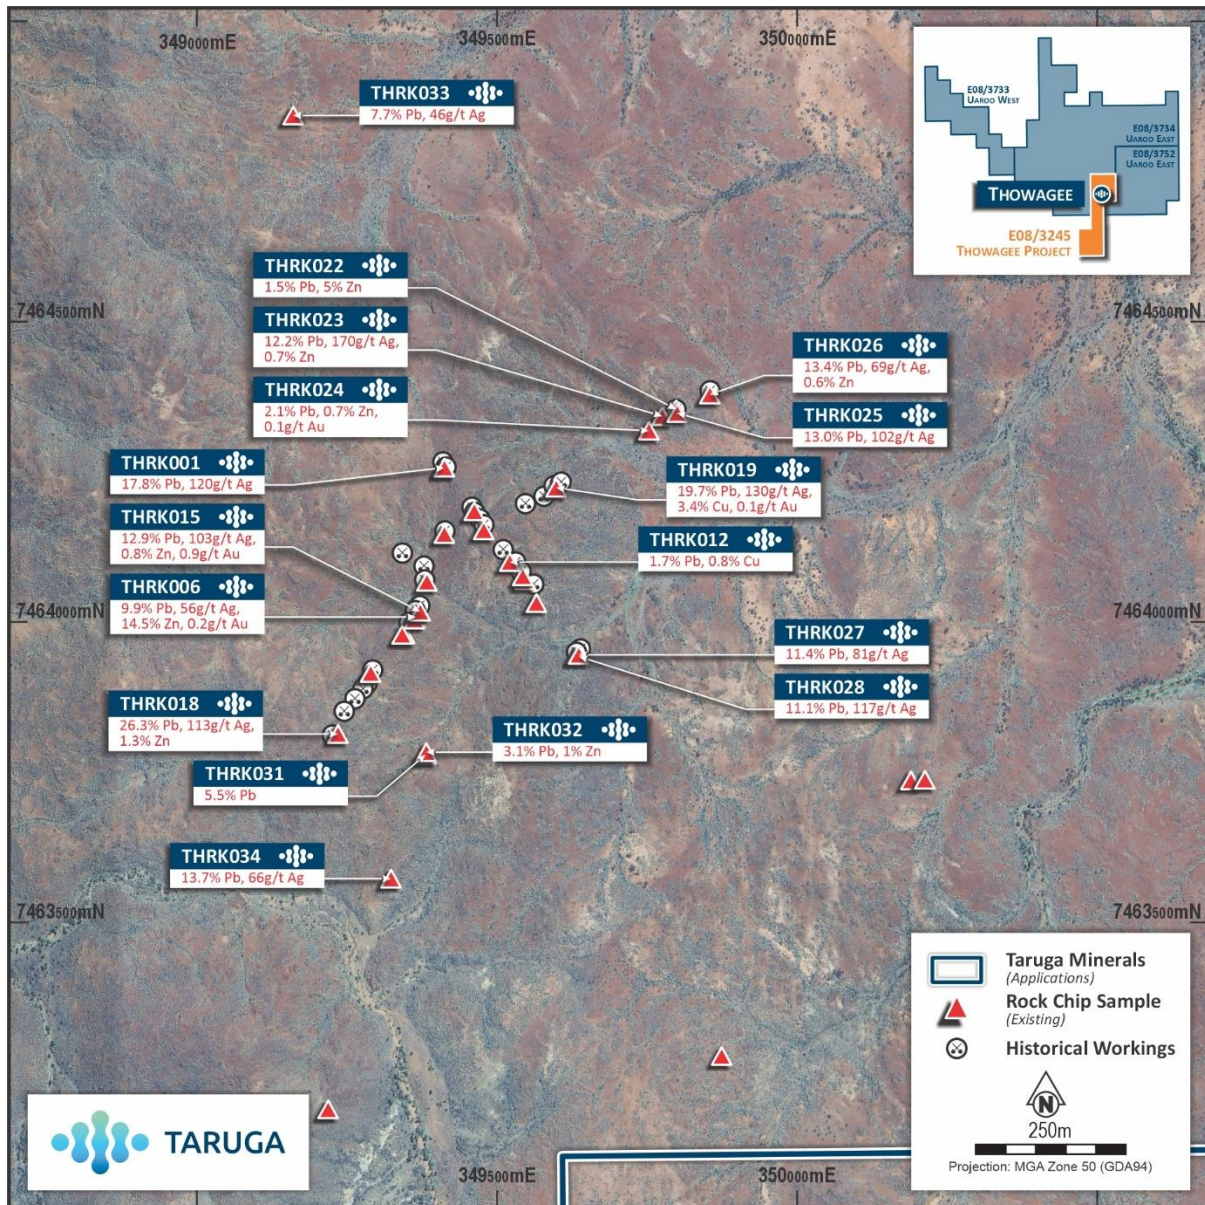 349000mE
349500mE
350000mE
THRK033
7.7% Pb, 46g/t Ag
E08/3733
UAROO WEST
E08/3734
UAROO EAST
E08/3752
UAROO EAST
THOWAGEE
E08/3245
THOWAGEE PROJECT
THRK022
1.5% Pb, 5% Zn
7464500mN
7464500mN
THRK023
12.2% Pb, 170g/t Ag,
0.7% Zn
THRK026
13.4% Pb, 69g/t Ag,
0.6% Zn
THRK024
2.1% Pb, 0.7% Zn,
0.1g/t Au
THRK025
13.0% Pb, 102g/t Ag
THRK001
17.8% Pb, 120g/t Ag
THRK019
19.7% Pb, 130g/t Ag,
3.4% Cu, 0.1g/t Au
THRK015
12.9% Pb, 103g/t Ag,
0.8% Zn, 0.9g/t Au
THRK012
1.7% Pb, 0.8% Cu
THRK006
9.9% Pb, 56g/t Ag,
14.5% Zn, 0.2g/t Au
7464000mN
7464000mN
THRK027
11.4% Pb, 81g/t Ag
THRK028
11.1% Pb, 117g/t Ag
THRK018
26.3% Pb, 113g/t Ag,
1.3% Zn
THRK032
3.1% Pb, 1% Zn
THRK031
5.5% Pb
THRK034
13.7% Pb, 66g/t Ag
7463500mN
7463500mN
Taruga Minerals
(Applications)
Rock Chip Sample
(Existing)
Historical Workings
N
250m
Projection: MGA Zone 50 (GDA94)
TARUGA
349500mE
350000mE